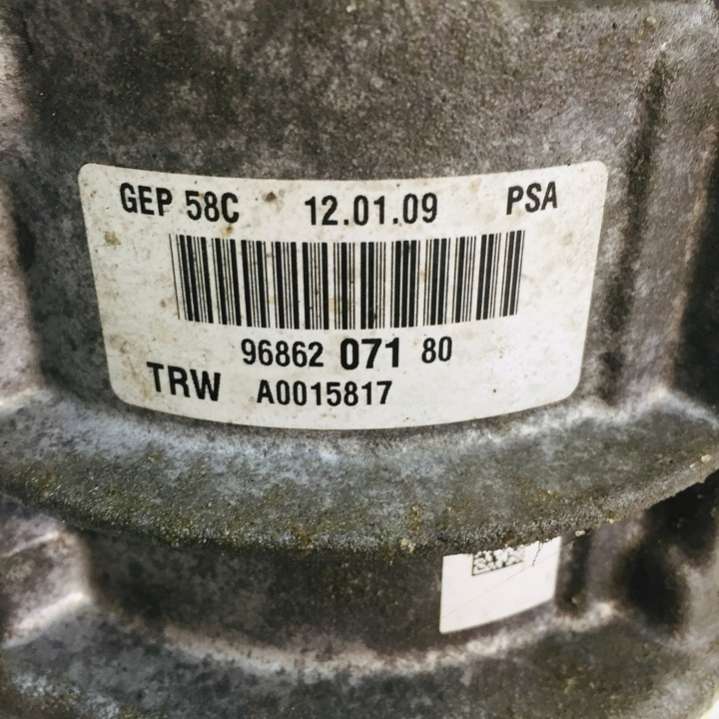 GEP 58C 12.01.09 PSA
96862 071 80
TRW A0015817